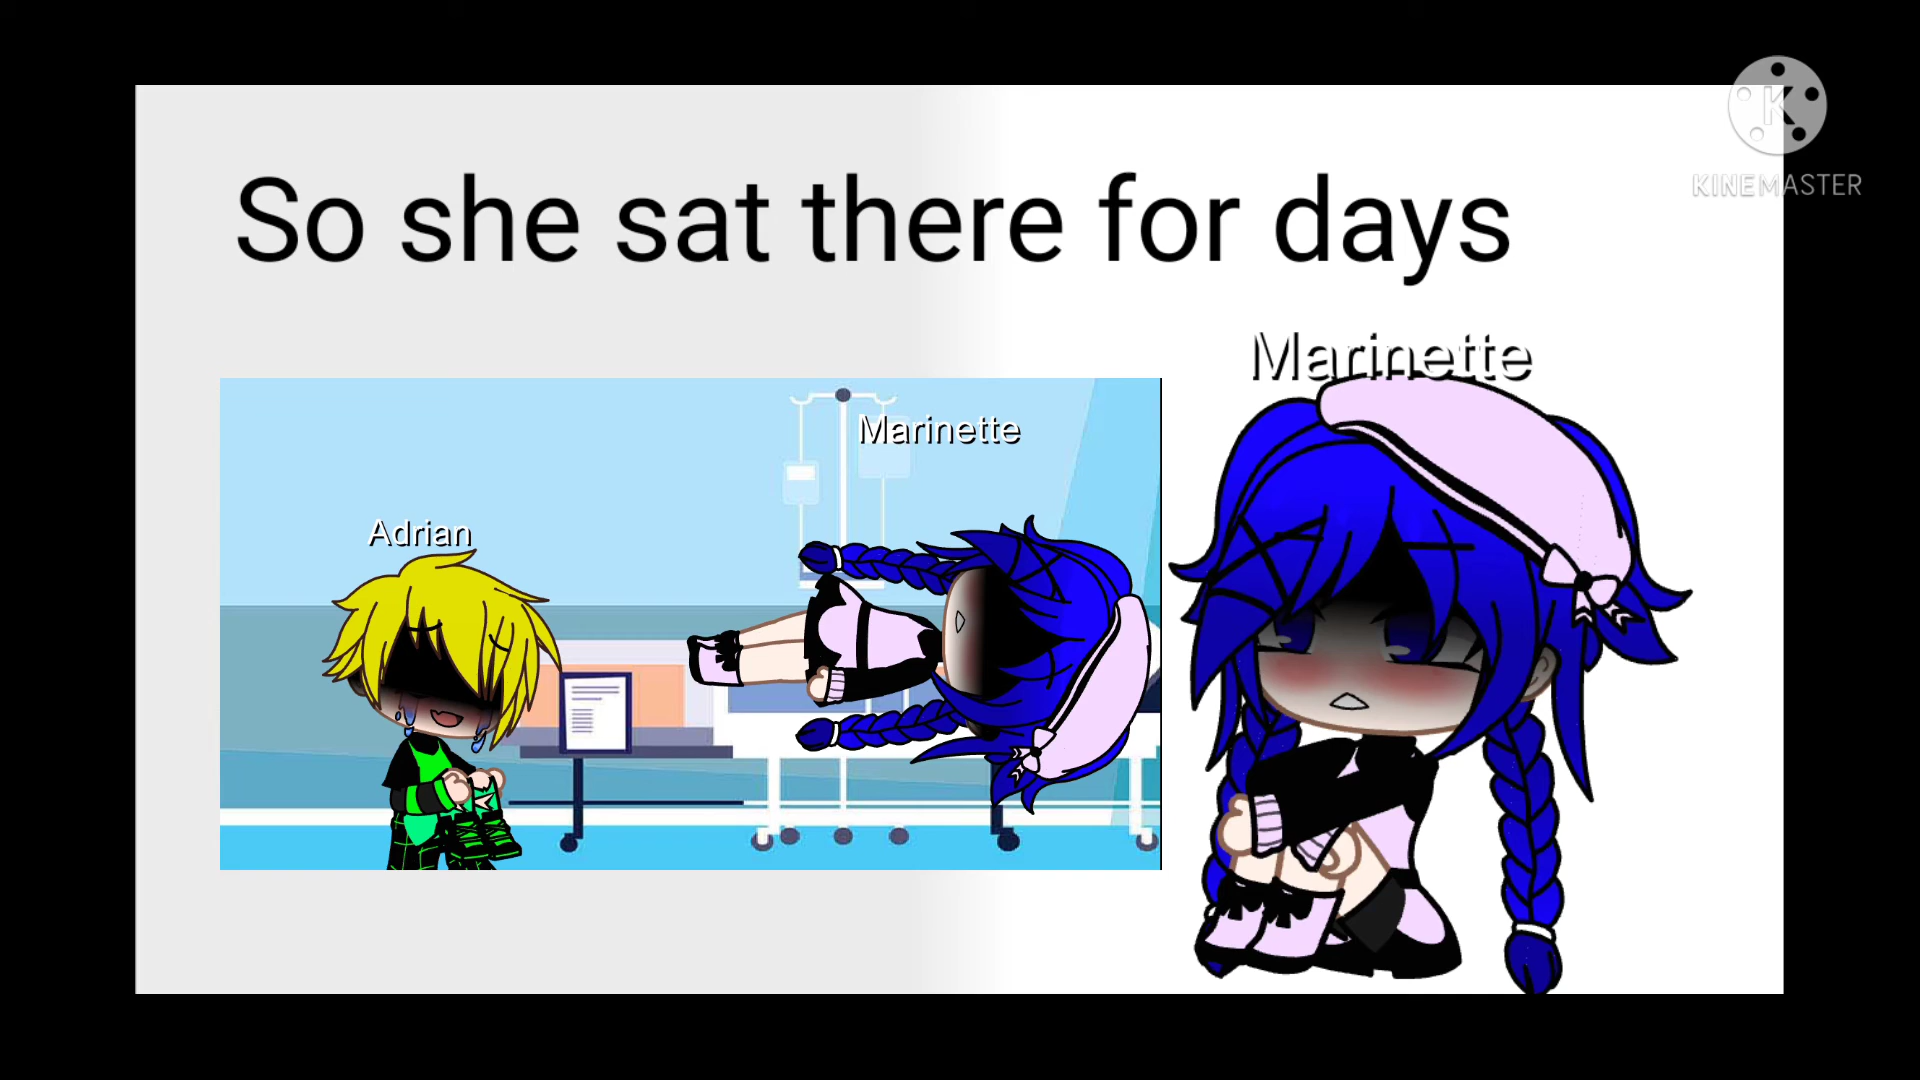 So she sat there for days
K
KINEMASTER
Marinette
Marinette
Adrian